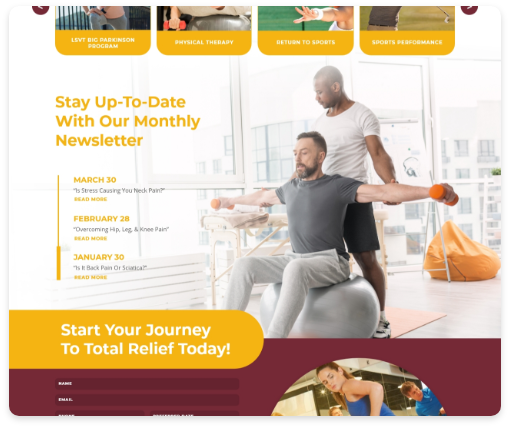 LSVT BIG PARKINSON
PROGRAM
PHYSICAL THERAPY
RETURN TO SPORTS
SPORTS PERFORMANCE
Stay Up-To-Date
With Our Monthly
Newsletter
MARCH 30
"Is Stress Causing You Neck Pain?"
READ MORE
FEBRUARY 28
"Overcoming Hip, Leg, & Knee Pain"
READ MORE
JANUARY 30
"Is It Back Pain Or Sciatica?"
READ MORE
Start Your Journey
To Total Relief Today!
NAME
EMAIL